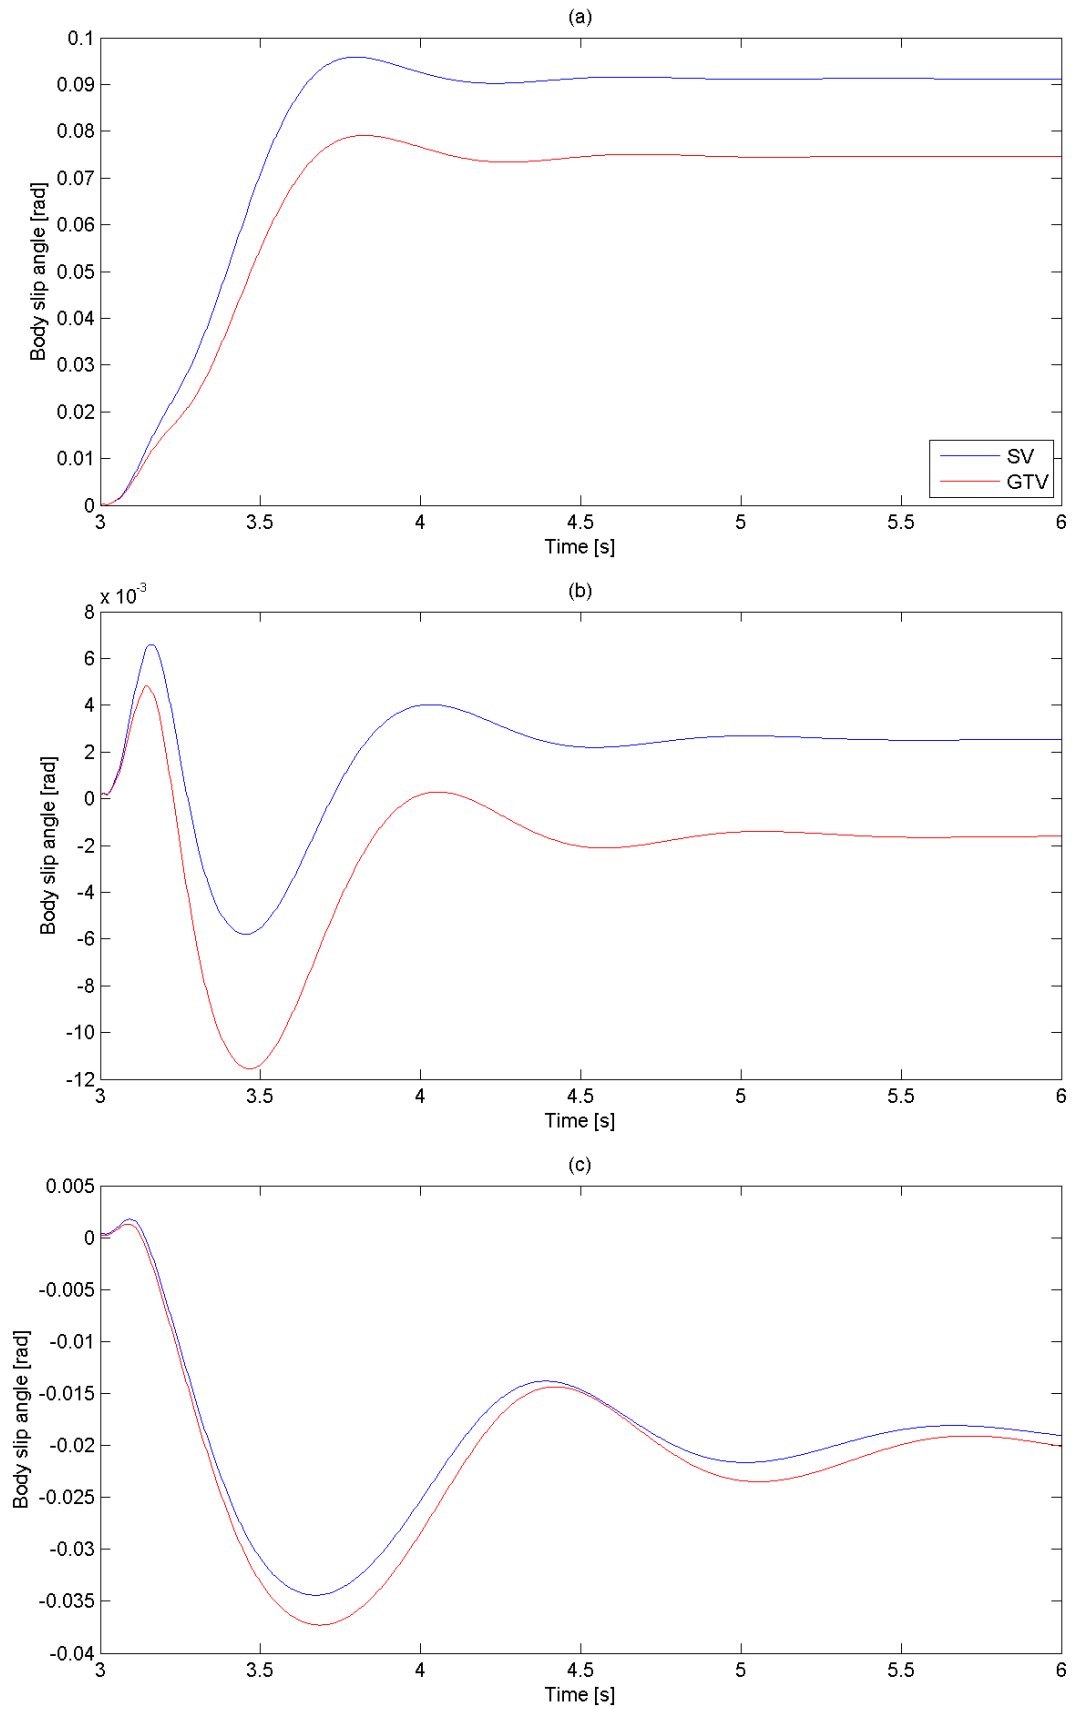 (a)
0.1
0.09
0.08
0.07
0.06
0.05
0.04
0.03
0.02
0.01
0
Body slip angle [rad]
SV
GTV
3 3.5 4 4.5 5 5.5 6
Time [s]
(b)
x 10-3
8
6
4
2
0
-2
-4
-6
-8
-10
-12
Body slip angle [rad]
3 3.5 4 4.5 5 5.5 6
Time [s]
(c)
0.005
0
-0.005
-0.01
-0.015
-0.02
-0.025
-0.03
-0.035
-0.04
Body slip angle [rad]
3 3.5 4 4.5 5 5.5 6
Time [s]